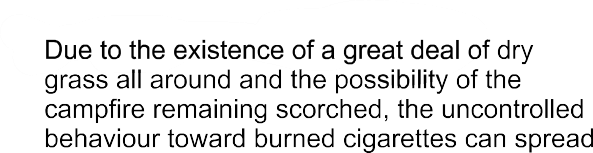 Due to the existence of a great deal of dry
grass all around and the possibility of the
campfire remaining scorched, the uncontrolled
behaviour toward burned cigarettes can spread